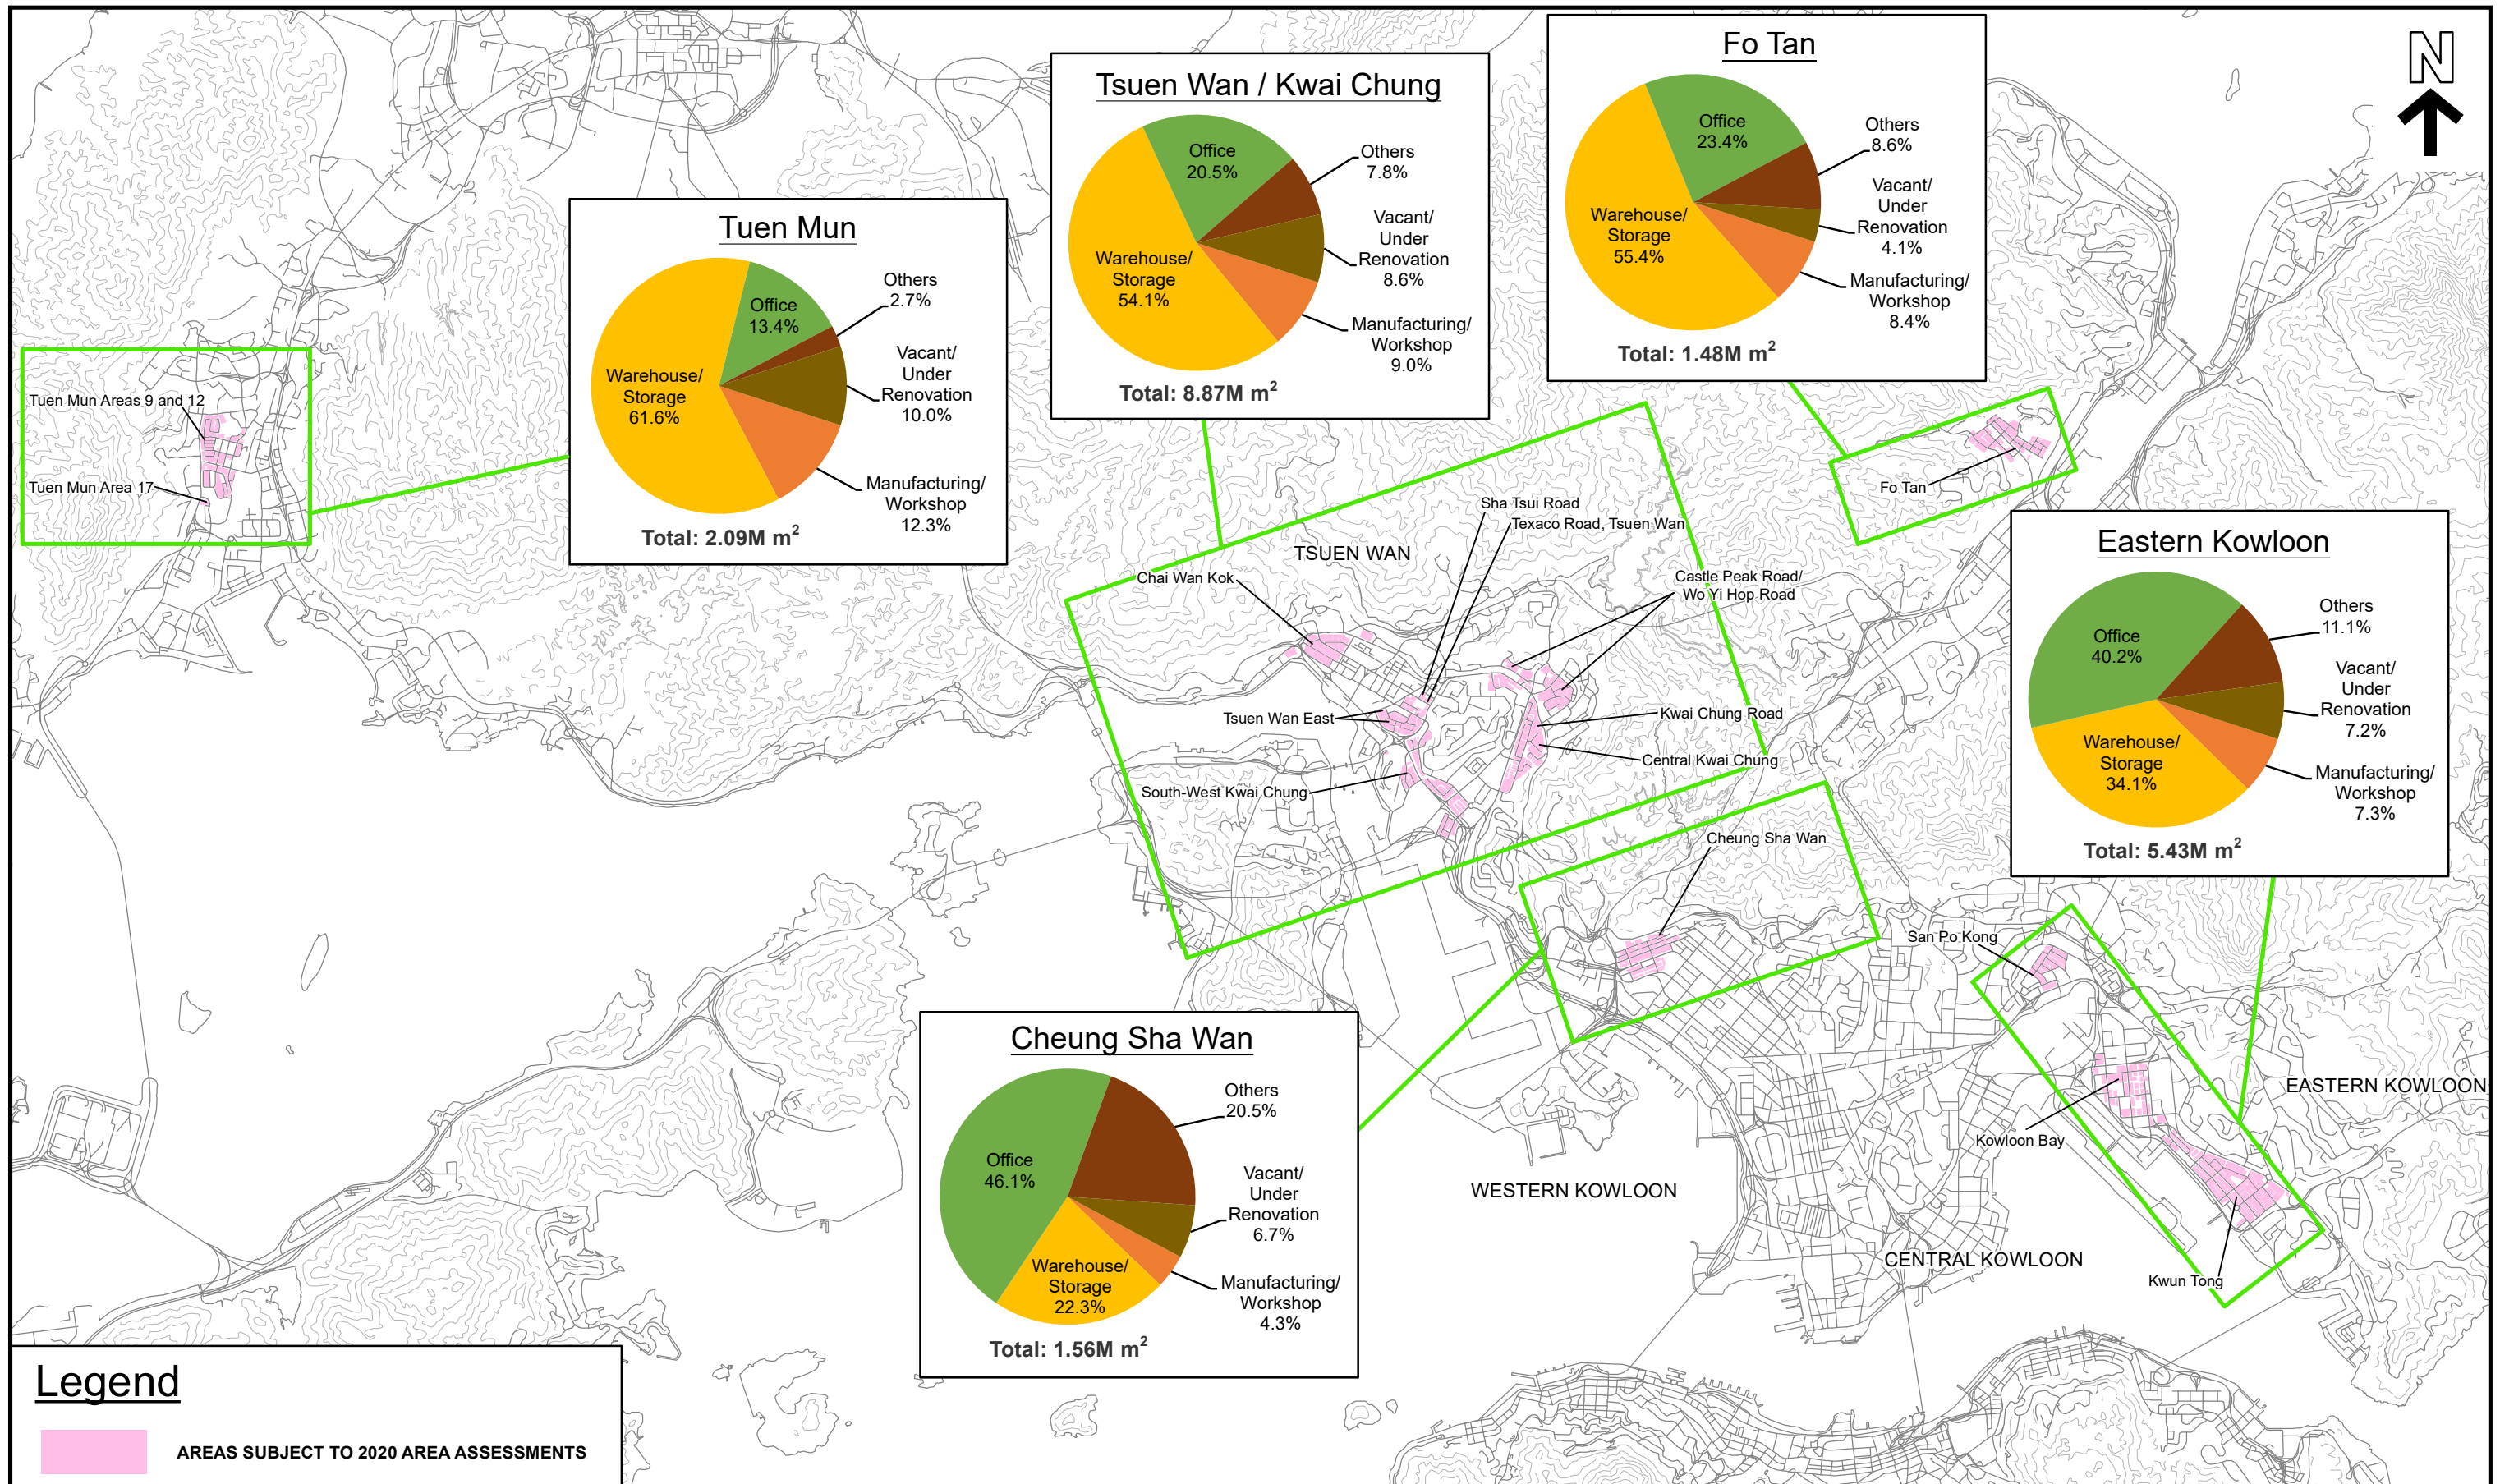 N
Fo Tan
Office
23.4%
Others
8.6%
Vacant/
Under
Renovation
4.1%
Warehouse/
Storage
55.4%
Manufacturing/
Workshop
8.4%
Total: 1.48M m²
Tsuen Wan / Kwai Chung
Office
20.5%
Others
7.8%
Vacant/
Under
Renovation
8.6%
Warehouse/
Storage
54.1%
Manufacturing/
Workshop
9.0%
Total: 8.87M m²
Tuen Mun
Office
13.4%
Others
2.7%
Vacant/
Under
Renovation
10.0%
Warehouse/
Storage
61.6%
Manufacturing/
Workshop
12.3%
Total: 2.09M m²
Tuen Mun Areas 9 and 12
Tuen Mun Area 17
Fo Tan
Sha Tsui Road
Texaco Road, Tsuen Wan
TSUEN WAN
Chai Wan Kok
Castle Peak Road/
Wo Yi Hop Road
Tsuen Wan East
Kwai Chung Road
Central Kwai Chung
South-West Kwai Chung
Cheung Sha Wan
Eastern Kowloon
Office
40.2%
Others
11.1%
Vacant/
Under
Renovation
7.2%
Warehouse/
Storage
34.1%
Manufacturing/
Workshop
7.3%
Total: 5.43M m²
San Po Kong
EASTERN KOWLOON
Kowloon Bay
WESTERN KOWLOON
CENTRAL KOWLOON
Kwun Tong
Cheung Sha Wan
Others
20.5%
Office
46.1%
Vacant/
Under
Renovation
6.7%
Warehouse/
Storage
22.3%
Manufacturing/
Workshop
4.3%
Total: 1.56M m²
Legend
AREAS SUBJECT TO 2020 AREA ASSESSMENTS